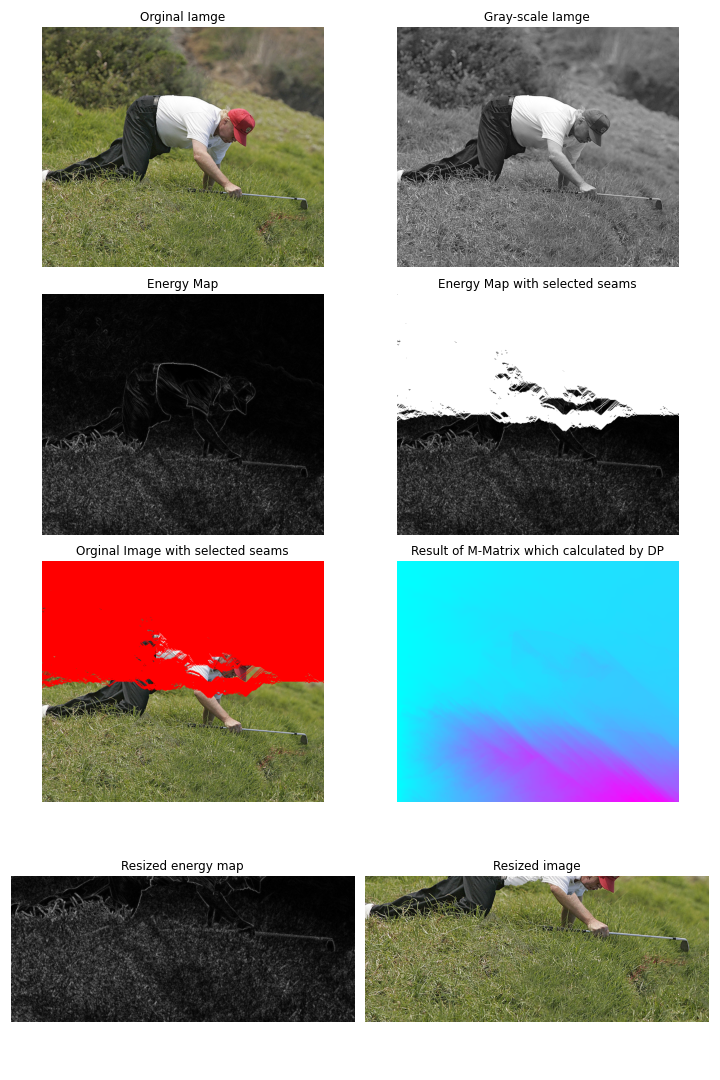 Orginal Iamge
Gray-scale Iamge
Energy Map
Energy Map with selected seams
Orginal Image with selected seams
Result of M-Matrix which calculated by DP
Resized energy map
Resized image